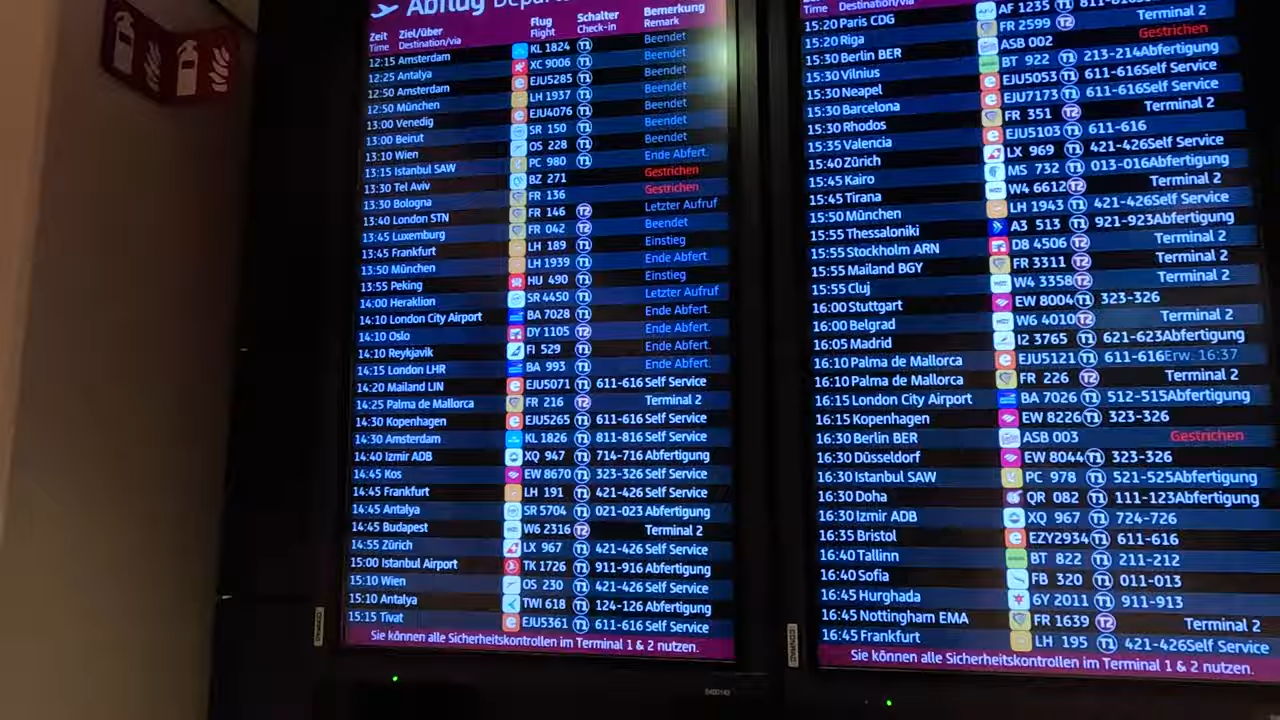 Abflug
Zeit Ziel/über Flug Schalter Bemerkung
Time Destination/via Flight Check-in Remark
12:15 Amsterdam KL 1824 T1 Beendet
12:25 Antalya XC 9006 T1 Beendet
12:50 Amsterdam EJU5285 T1 Beendet
12:50 München LH 1937 T1 Beendet
13:00 Venedig EJU4076 T1 Beendet
13:00 Beirut SR 150 T1 Beendet
13:10 Wien OS 228 T1 Beendet
13:15 Istanbul SAW PC 980 T1 Ende Abfert.
13:30 Tel Aviv BZ 271 Gestrichen
13:30 Bologna FR 136 Gestrichen
13:40 London STN FR 146 T2 Letzter Aufruf
13:45 Luxemburg FR 042 T2 Beendet
13:45 Frankfurt LH 189 T1 Einstieg
13:50 München LH 1939 T1 Ende Abfert.
13:55 Peking HU 490 T1 Einstieg
14:00 Heraklion SR 4450 T1 Letzter Aufruf
14:10 London City Airport BA 7028 T1 Ende Abfert.
14:10 Oslo DY 1105 T2 Ende Abfert.
14:10 Reykjavik FI 529 T1 Ende Abfert.
14:15 London LHR BA 993 T1 Ende Abfert.
14:20 Mailand LIN EJU5071 T1 611-616 Self Service
14:25 Palma de Mallorca FR 216 T2 Terminal 2
14:30 Kopenhagen EJU5265 T1 611-616 Self Service
14:30 Amsterdam KL 1826 T1 811-816 Self Service
14:40 Izmir ADB XQ 947 T1 714-716 Abfertigung
14:45 Kos EW 8670 T1 323-326 Self Service
14:45 Frankfurt LH 191 T1 421-426 Self Service
14:45 Antalya SR 5704 T1 021-023 Abfertigung
14:45 Budapest W6 2316 T2 Terminal 2
14:55 Zürich LX 967 T1 421-426 Self Service
15:00 Istanbul Airport TK 1726 T1 911-916 Abfertigung
15:10 Wien OS 230 T1 421-426 Self Service
15:10 Antalya TWI 618 T1 124-126 Abfertigung
15:15 Tivat EJU5361 T1 611-616 Self Service
Sie können alle Sicherheitskontrollen im Terminal 1 & 2 nutzen.
Time Destination/via
15:20 Paris CDG AF 1235 T1
15:20 Riga FR 2599 T2 Terminal 2
15:30 Berlin BER ASB 002 Gestrichen
15:30 Vilnius BT 922 T1 213-214Abfertigung
15:30 Neapel EJU5053 T1 611-616Self Service
15:30 Barcelona EJU7173 T1 611-616Self Service
15:30 Rhodos FR 351 T2 Terminal 2
15:35 Valencia EJU5103 T1 611-616
15:40 Zürich LX 969 T1 421-426Self Service
15:45 Kairo MS 732 T1 013-016Abfertigung
15:45 Tirana W4 6612 T2 Terminal 2
15:50 München LH 1943 T1 421-426Self Service
15:55 Thessaloniki A3 513 T1 921-923Abfertigung
15:55 Stockholm ARN D8 4506 T2 Terminal 2
15:55 Mailand BGY FR 3311 T2 Terminal 2
15:55 Cluj W4 3358 T2 Terminal 2
16:00 Stuttgart EW 8004 T1 323-326
16:00 Belgrad W6 4010 T2 Terminal 2
16:05 Madrid I2 3765 T1 621-623Abfertigung
16:10 Palma de Mallorca EJU5121 T1 611-616Erw. 16:37
16:10 Palma de Mallorca FR 226 T2 Terminal 2
16:15 London City Airport BA 7026 T1 512-515Abfertigung
16:15 Kopenhagen EW 8226 T1 323-326
16:30 Berlin BER ASB 003 Gestrichen
16:30 Düsseldorf EW 8044 T1 323-326
16:30 Istanbul SAW PC 978 T1 521-525Abfertigung
16:30 Doha QR 082 T1 111-123Abfertigung
16:30 Izmir ADB XQ 967 T1 724-726
16:35 Bristol EZY2934 T1 611-616
16:40 Tallinn BT 822 T1 211-212
16:40 Sofia FB 320 T1 011-013
16:45 Hurghada 6Y 2011 T1 911-913
16:45 Nottingham EMA FR 1639 T2 Terminal 2
16:45 Frankfurt LH 195 T1 421-426Self Service
Sie können alle Sicherheitskontrollen im Terminal 1 & 2 nutzen.
CONRAC
CONRAC